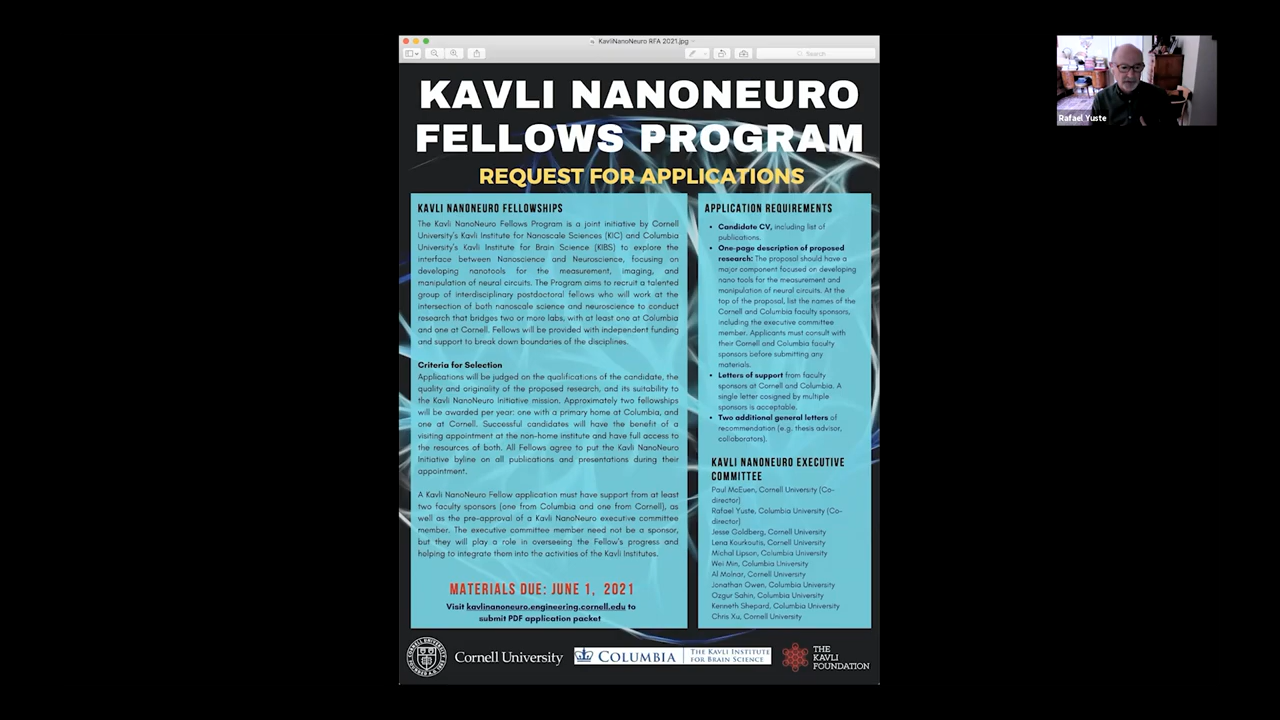 KavliNanoNeuro RFA 2021.jpg
Search
KAVLI NANONEURO
FELLOWS PROGRAM
REQUEST FOR APPLICATIONS
KAVLI NANONEURO FELLOWSHIPS
The Kavli NanoNeuro Fellows Program is a joint initiative by Cornell
University's Kavli Institute for Nanoscale Sciences (KIC) and Columbia
University's Kavli Institute for Brain Science (KIBS) to explore the
interface between Nanoscience and Neuroscience, focusing on
developing nanotools for the measurement, imaging, and
manipulation of neural circuits. The Program aims to recruit a talented
group of interdisciplinary postdoctoral fellows who will work at the
intersection of both nanoscale science and neuroscience to conduct
research that bridges two or more labs, with at least one at Columbia
and one at Cornell. Fellows will be provided with independent funding
and support to break down boundaries of the disciplines.
Criteria for Selection
Applications will be judged on the qualifications of the candidate, the
quality and originality of the proposed research, and its suitability to
the Kavli NanoNeuro Initiative mission. Approximately two fellowships
will be awarded per year: one with a primary home at Columbia, and
one at Cornell. Successful candidates will have the benefit of a
visiting appointment at the non-home institute and have full access to
the resources of both. All Fellows agree to put the Kavli NanoNeuro
Initiative byline on all publications and presentations during their
appointment.
A Kavli NanoNeuro Fellow application must have support from at least
two faculty sponsors (one from Columbia and one from Cornell), as
well as the pre-approval of a Kavli NanoNeuro executive committee
member. The executive committee member need not be a sponsor,
but they will play a role in overseeing the Fellow's progress and
helping to integrate them into the activities of the Kavli Institutes.
MATERIALS DUE: JUNE 1, 2021
Visit kavlinanoneuro.engineering.cornell.edu to
submit PDF application packet
APPLICATION REQUIREMENTS
• Candidate CV, including list of
publications.
• One-page description of proposed
research: The proposal should have a
major component focused on developing
nano tools for the measurement and
manipulation of neural circuits. At the
top of the proposal, list the names of the
Cornell and Columbia faculty sponsors,
including the executive committee
member. Applicants must consult with
their Cornell and Columbia faculty
sponsors before submitting any
materials.
• Letters of support from faculty
sponsors at Cornell and Columbia. A
single letter cosigned by multiple
sponsors is acceptable.
• Two additional general letters of
recommendation (e.g. thesis advisor,
collaborators).
KAVLI NANONEURO EXECUTIVE
COMMITTEE
Paul McEuen, Cornell University (Co-
director)
Rafael Yuste, Columbia University (Co-
director)
Jesse Goldberg, Cornell University
Lena Kourkoutis, Cornell University
Michal Lipson, Columbia University
Wei Min, Columbia University
Al Molnar, Cornell University
Jonathan Owen, Columbia University
Ozgur Sahin, Columbia University
Kenneth Shepard, Columbia University
Chris Xu, Cornell University
Cornell University
COLUMBIA
THE KAVLI INSTITUTE
FOR BRAIN SCIENCE
THE
KAVLI
FOUNDATION
Rafael Yuste